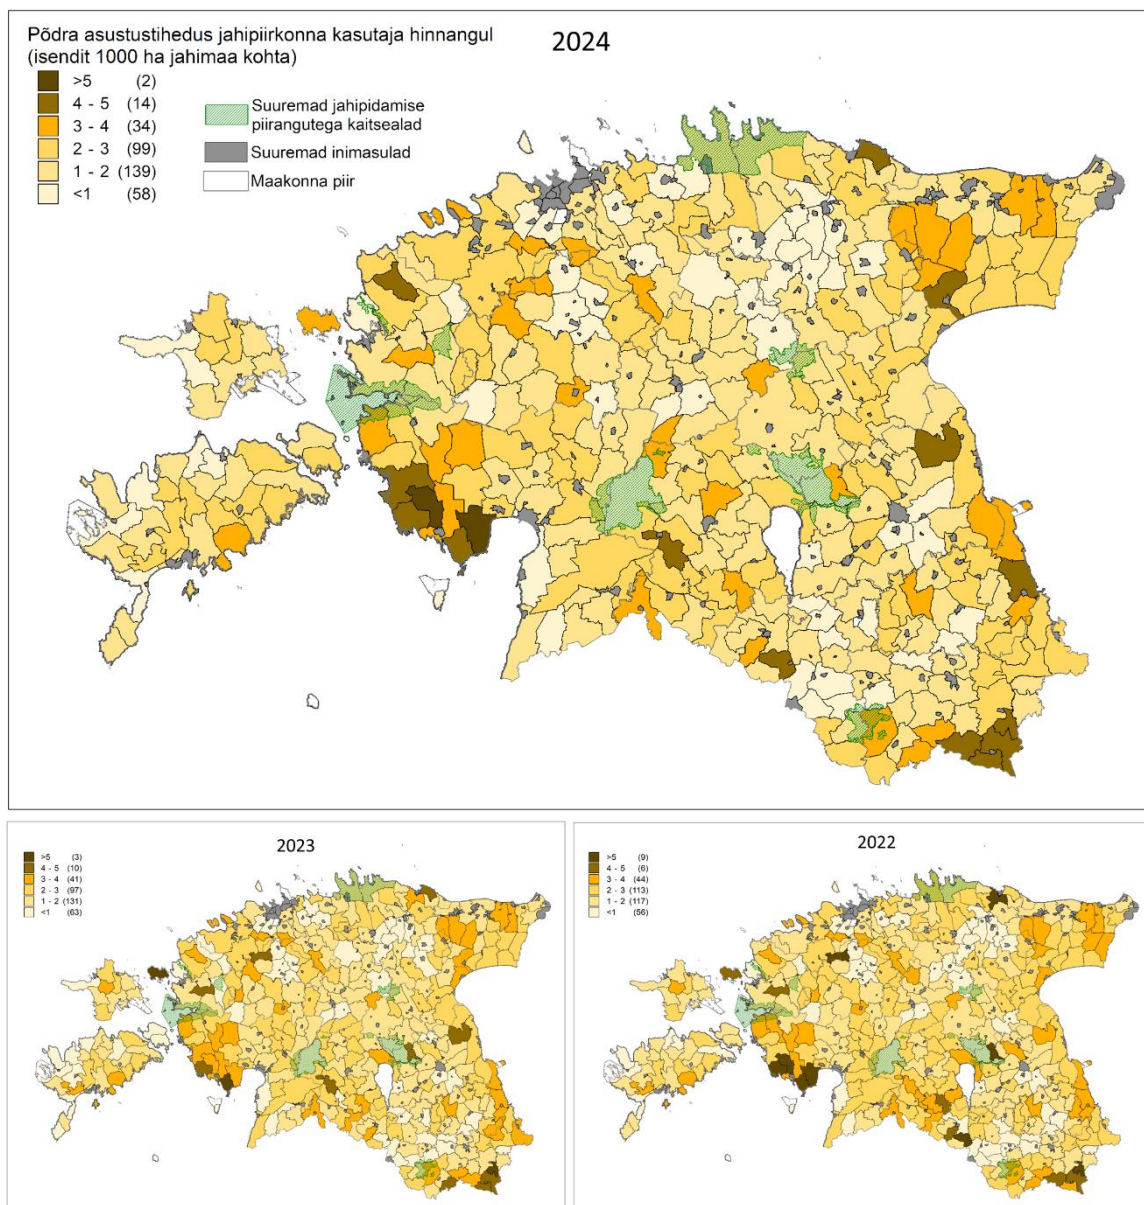 Põdra asustustihedus jahipiirkonna kasutaja hinnangul
(isendit 1000 ha jahimaa kohta)
2024
>5 (2)
4 - 5 (14)
3 - 4 (34)
2 - 3 (99)
1 - 2 (139)
<1 (58)
Suuremad jahipidamise
piirangutega kaitsealad
Suuremad inimasulad
Maakonna piir
2023
>5 (3)
4 - 5 (10)
3 - 4 (41)
2 - 3 (97)
1 - 2 (131)
<1 (63)
2022
>5 (9)
4 - 5 (6)
3 - 4 (44)
2 - 3 (113)
1 - 2 (117)
<1 (56)